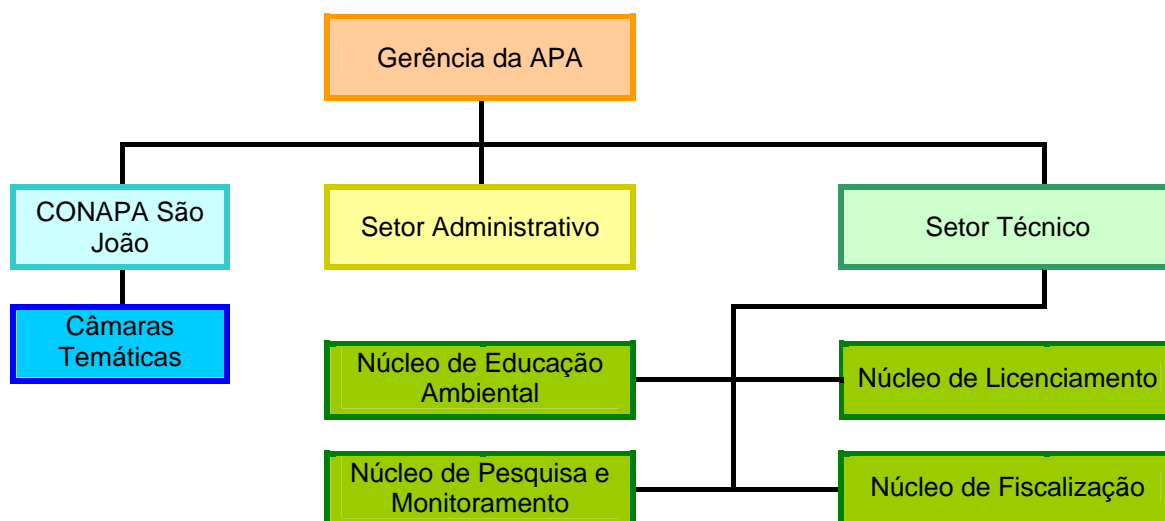 Gerência da APA
CONAPA São
João
Setor Administrativo
Setor Técnico
Câmaras
Temáticas
Núcleo de Educação
Ambiental
Núcleo de Licenciamento
Núcleo de Pesquisa e
Monitoramento
Núcleo de Fiscalização